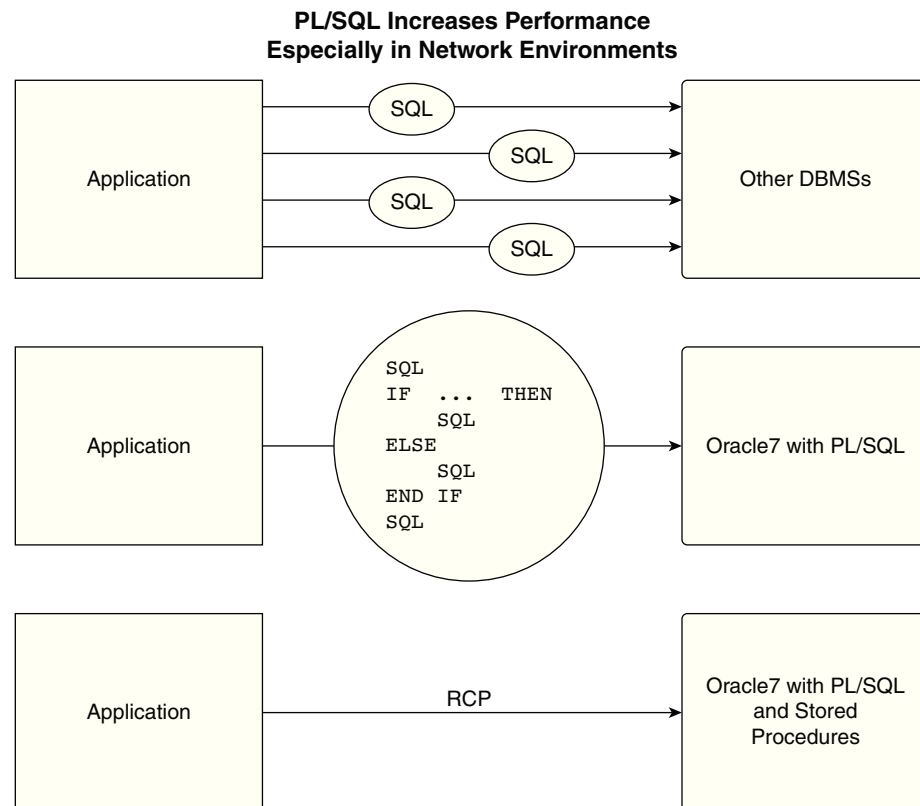 PL/SQL Increases Performance
Especially in Network Environments
SQL
SQL
Application
Other DBMSs
SQL
SQL
SQL
IF ... THEN
SQL
ELSE
SQL
END IF
SQL
Application
Oracle7 with PL/SQL
Application
RCP
Oracle7 with PL/SQL
and Stored
Procedures